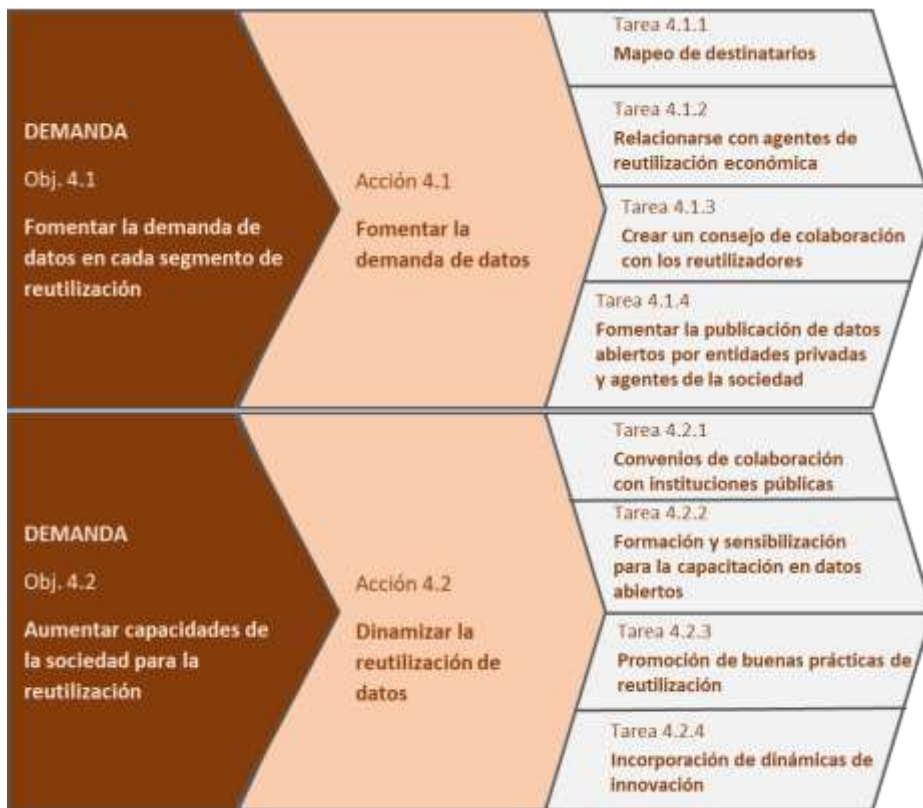 DEMANDA
Obj. 4.1
Fomentar la demanda de
datos en cada segmento de
reutilización
Acción 4.1
Fomentar la
demanda de datos
Tarea 4.1.1
Mapeo de destinatarios
Tarea 4.1.2
Relacionarse con agentes de
reutilización económica
Tarea 4.1.3
Crear un consejo de colaboración
con los reutilizadores
Tarea 4.1.4
Fomentar la publicación de datos
abiertos por entidades privadas
y agentes de la sociedad
DEMANDA
Obj. 4.2
Aumentar capacidades de
la sociedad para la
reutilización
Acción 4.2
Dinamizar la
reutilización de
datos
Tarea 4.2.1
Convenios de colaboración
con instituciones públicas
Tarea 4.2.2
Formación y sensibilización
para la capacitación en datos
abiertos
Tarea 4.2.3
Promoción de buenas prácticas de
reutilización
Tarea 4.2.4
Incorporación de dinámicas de
innovación